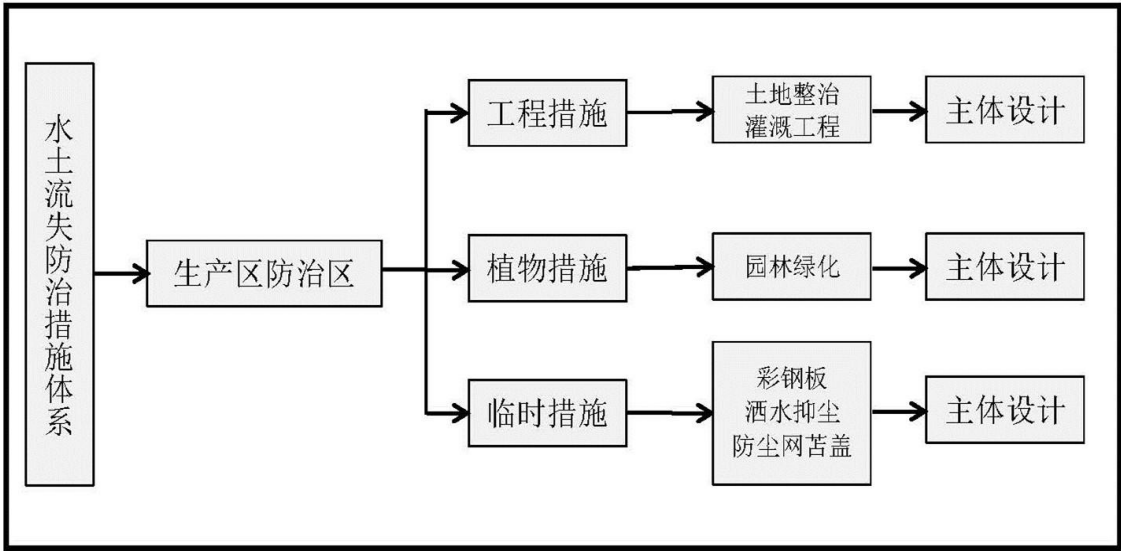 水土流失防治措施体系
生产区防治区
工程措施
土地整治
灌溉工程
主体设计
植物措施
园林绿化
主体设计
临时措施
彩钢板
洒水抑尘
防尘网苫盖
主体设计